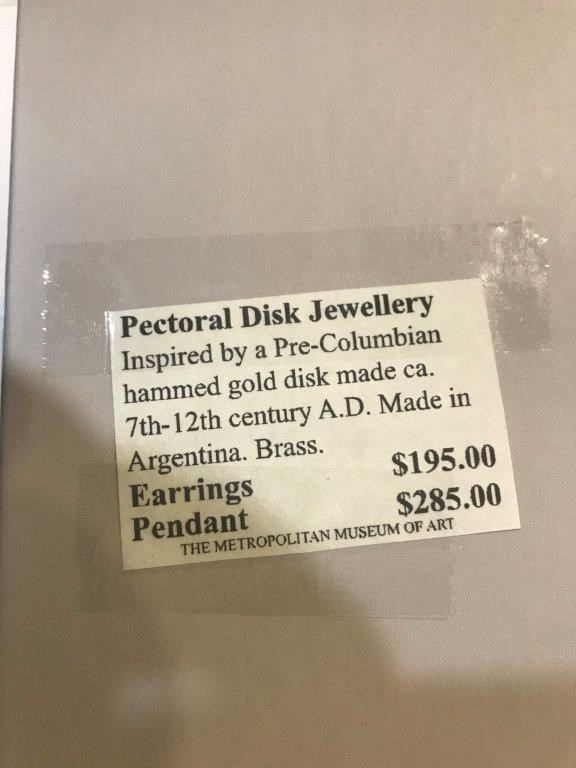 Pectoral Disk Jewellery
Inspired by a Pre-Columbian
hammed gold disk made ca.
7th-12th century A.D. Made in
Argentina. Brass.
Earrings $195.00
Pendant $285.00
THE METROPOLITAN MUSEUM OF ART